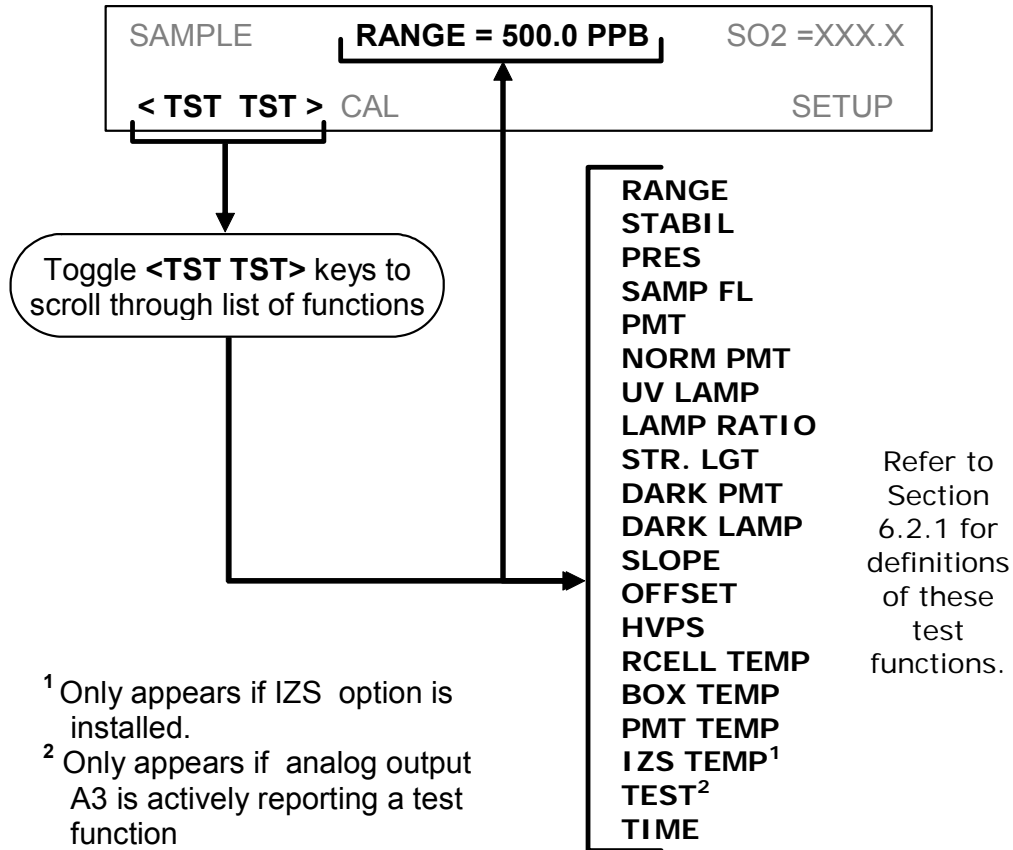 SAMPLE RANGE = 500.0 PPB SO2 =XXX.X
< TST TST > CAL SETUP
Toggle <TST TST> keys to
scroll through list of functions
RANGE
STABIL
PRES
SAMP FL
PMT
NORM PMT
UV LAMP
LAMP RATIO
STR. LGT
DARK PMT
DARK LAMP
SLOPE
OFFSET
HVPS
RCELL TEMP
BOX TEMP
PMT TEMP
IZS TEMP¹
TEST²
TIME
Refer to
Section
6.2.1 for
definitions
of these
test
functions.
¹ Only appears if IZS option is
installed.
² Only appears if analog output
A3 is actively reporting a test
function